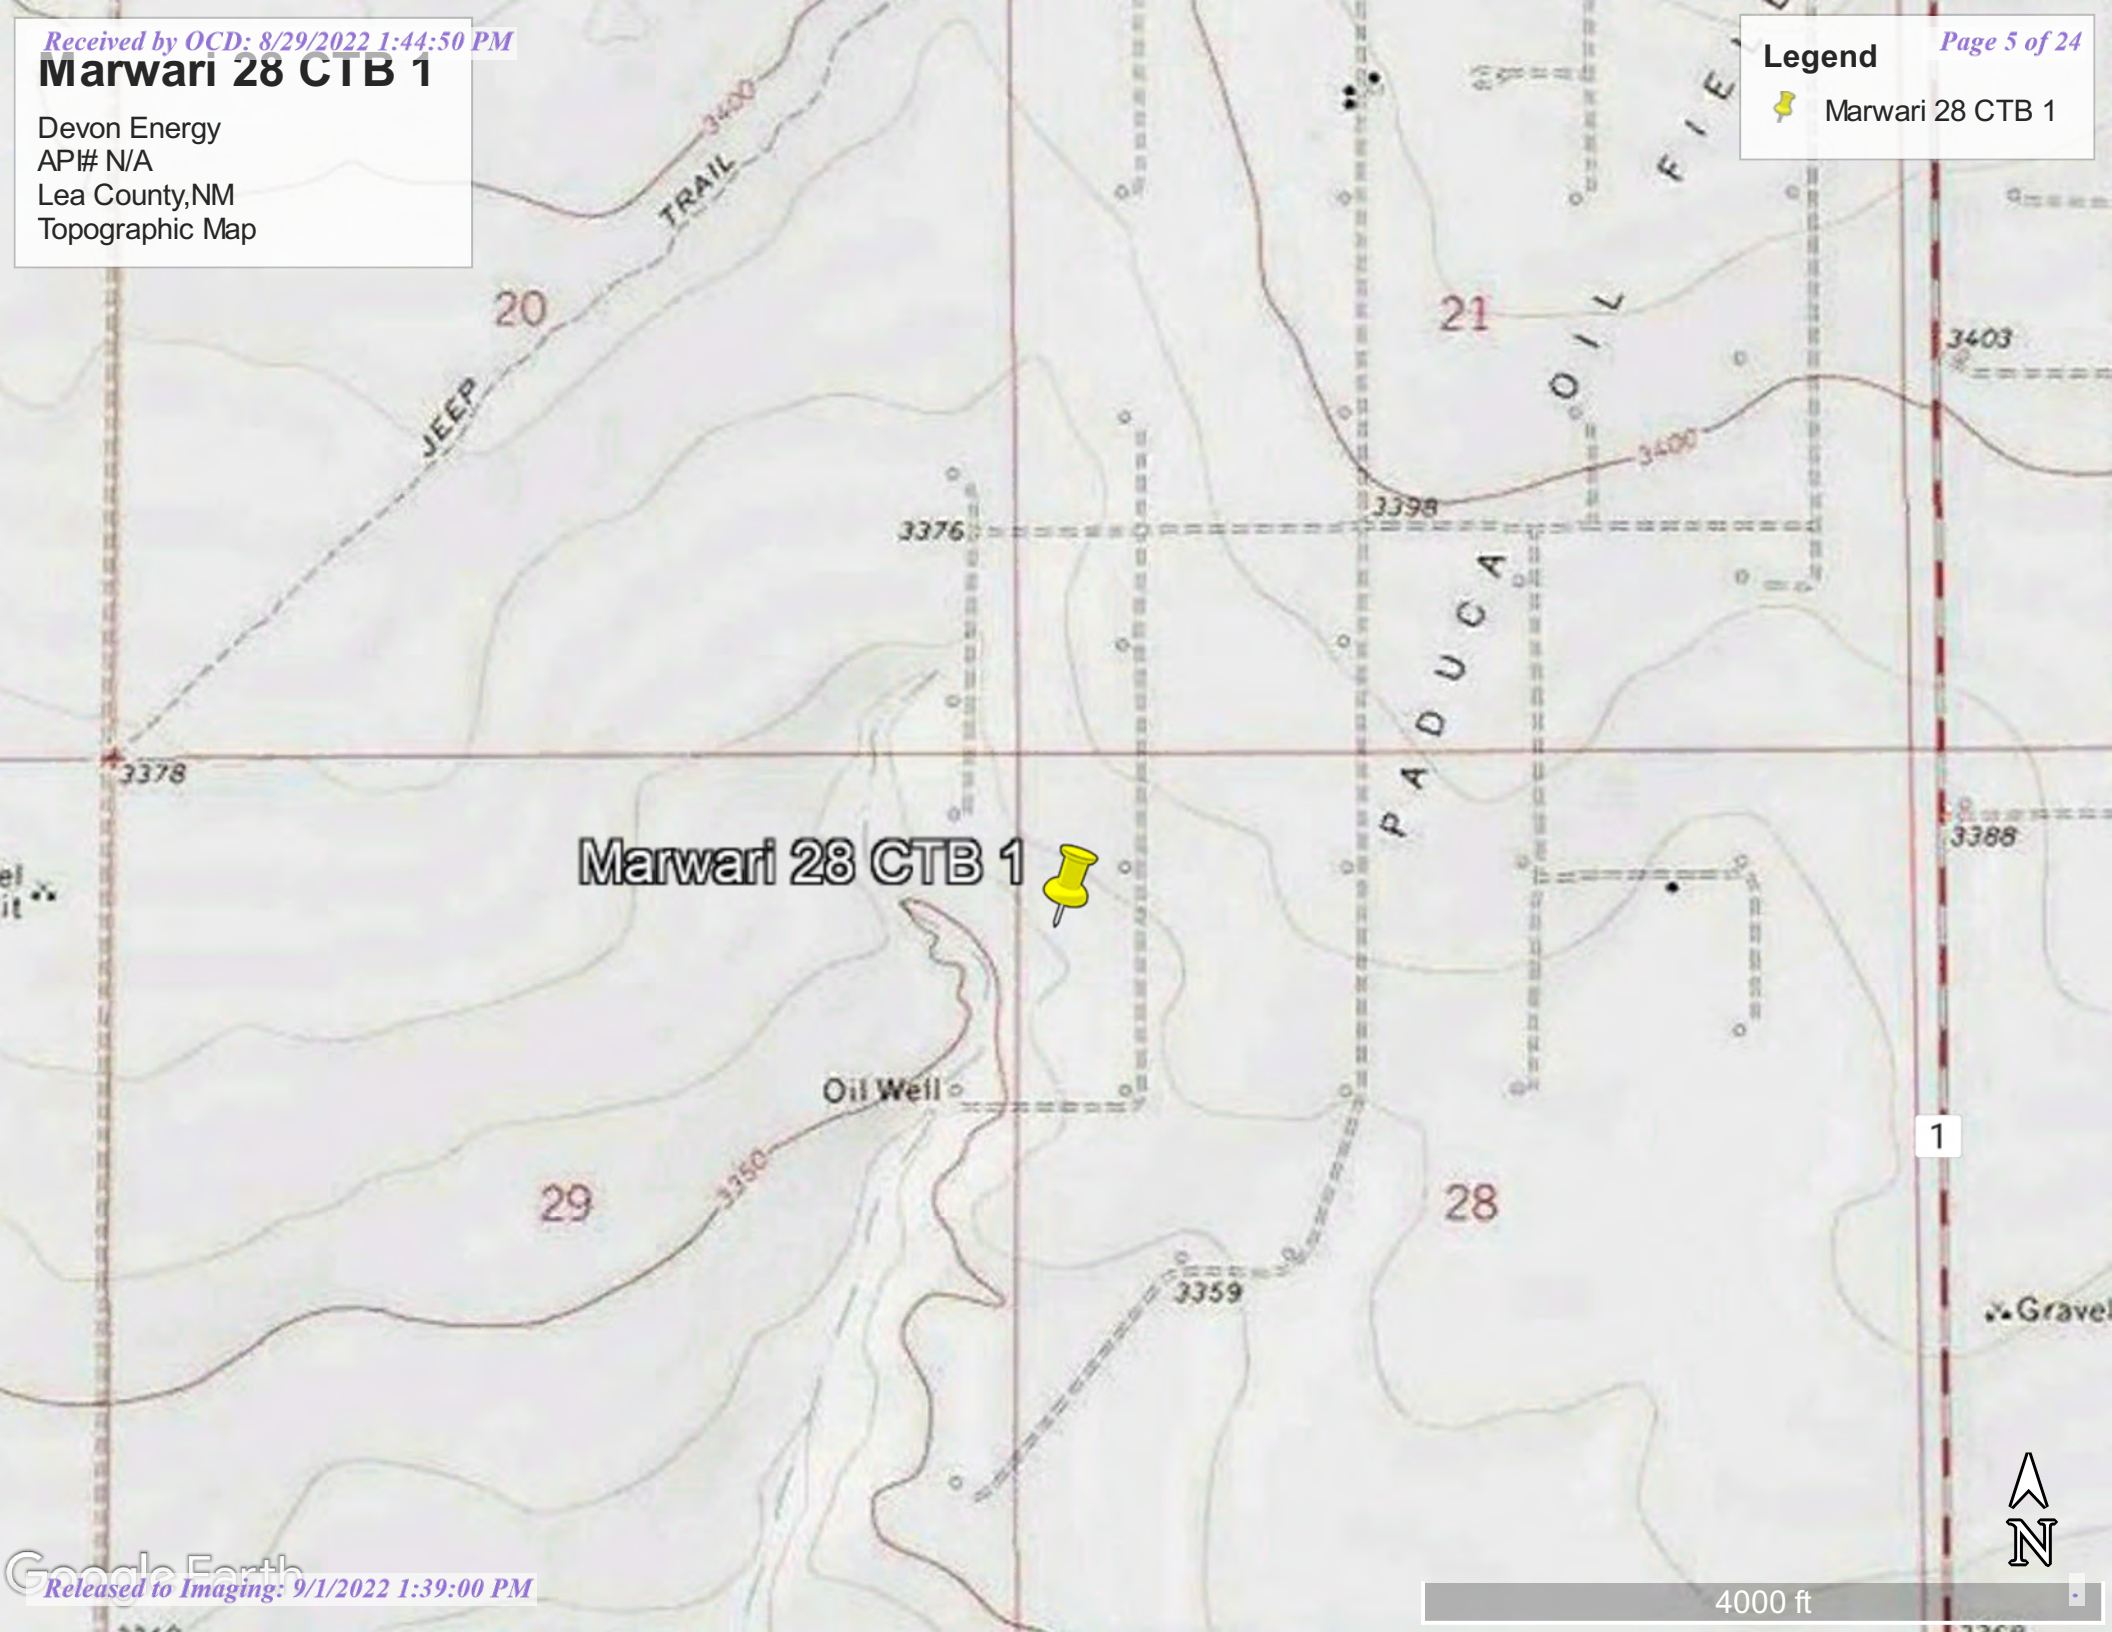 Received by OCD: 8/29/2022 1:44:50 PM
Page 5 of 24
Marwari 28 CTB 1
Devon Energy
API# N/A
Lea County,NM
Topographic Map
Legend
Marwari 28 CTB 1
3400
JEEP TRAIL
20
21
3403
3400
3398
3376
PADUCA OIL FIEL
3378
3388
Marwari 28 CTB 1
Oil Well
1
3350
29
28
3359
Gravel
N
Google Earth
Released to Imaging: 9/1/2022 1:39:00 PM
4000 ft